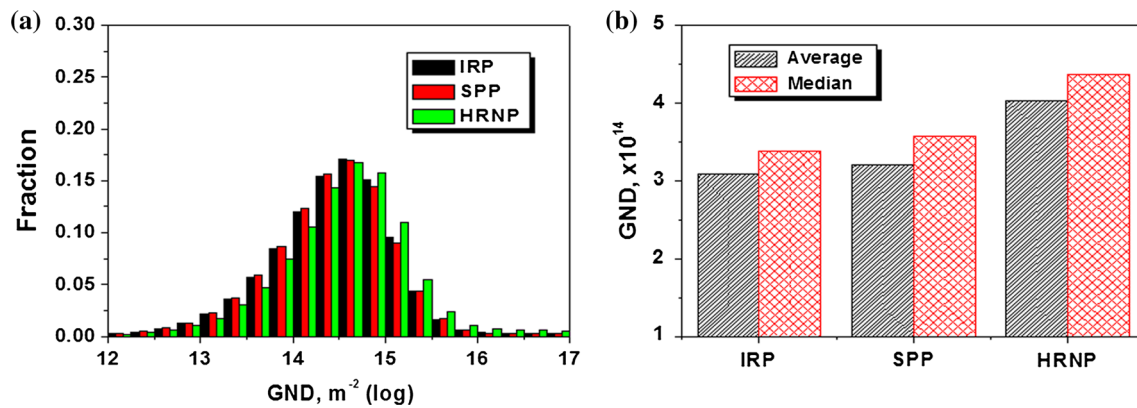 (a)
0.30
0.25
0.20
0.15
0.10
0.05
0.00
Fraction
IRP
SPP
HRNP
12 13 14 15 16 17
GND, m⁻² (log)
(b)
5
4
3
2
1
GND, x10¹⁴
Average
Median
IRP SPP HRNP